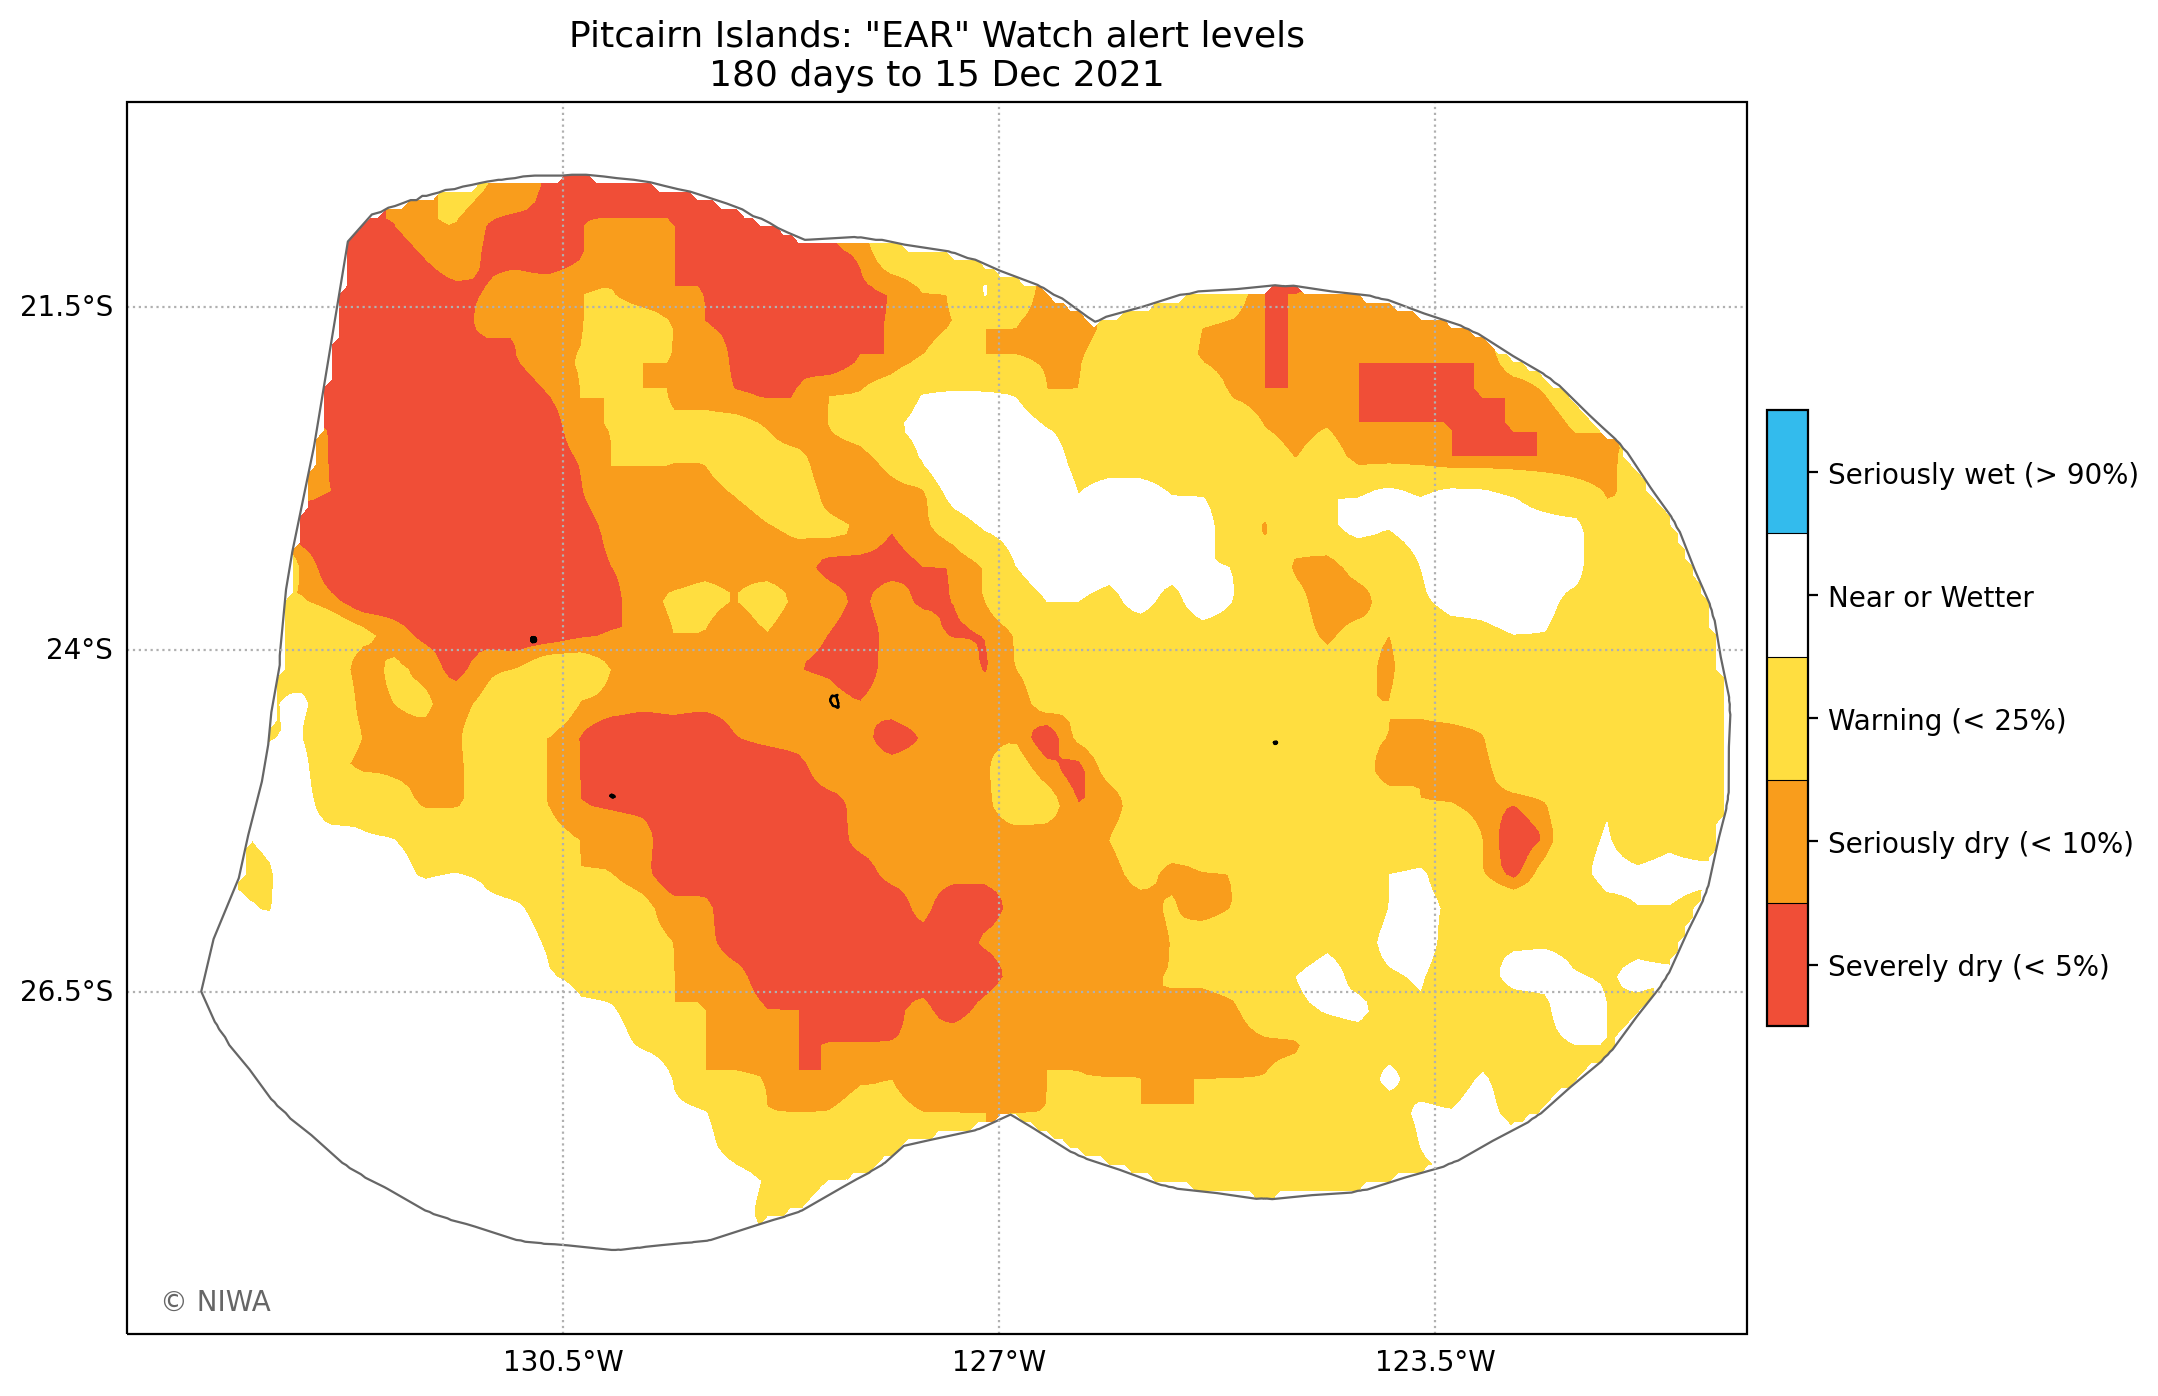 Pitcairn Islands: "EAR" Watch alert levels
180 days to 15 Dec 2021
21.5°S
24°S
26.5°S
130.5°W
127°W
123.5°W
Seriously wet (> 90%)
Near or Wetter
Warning (< 25%)
Seriously dry (< 10%)
Severely dry (< 5%)
© NIWA